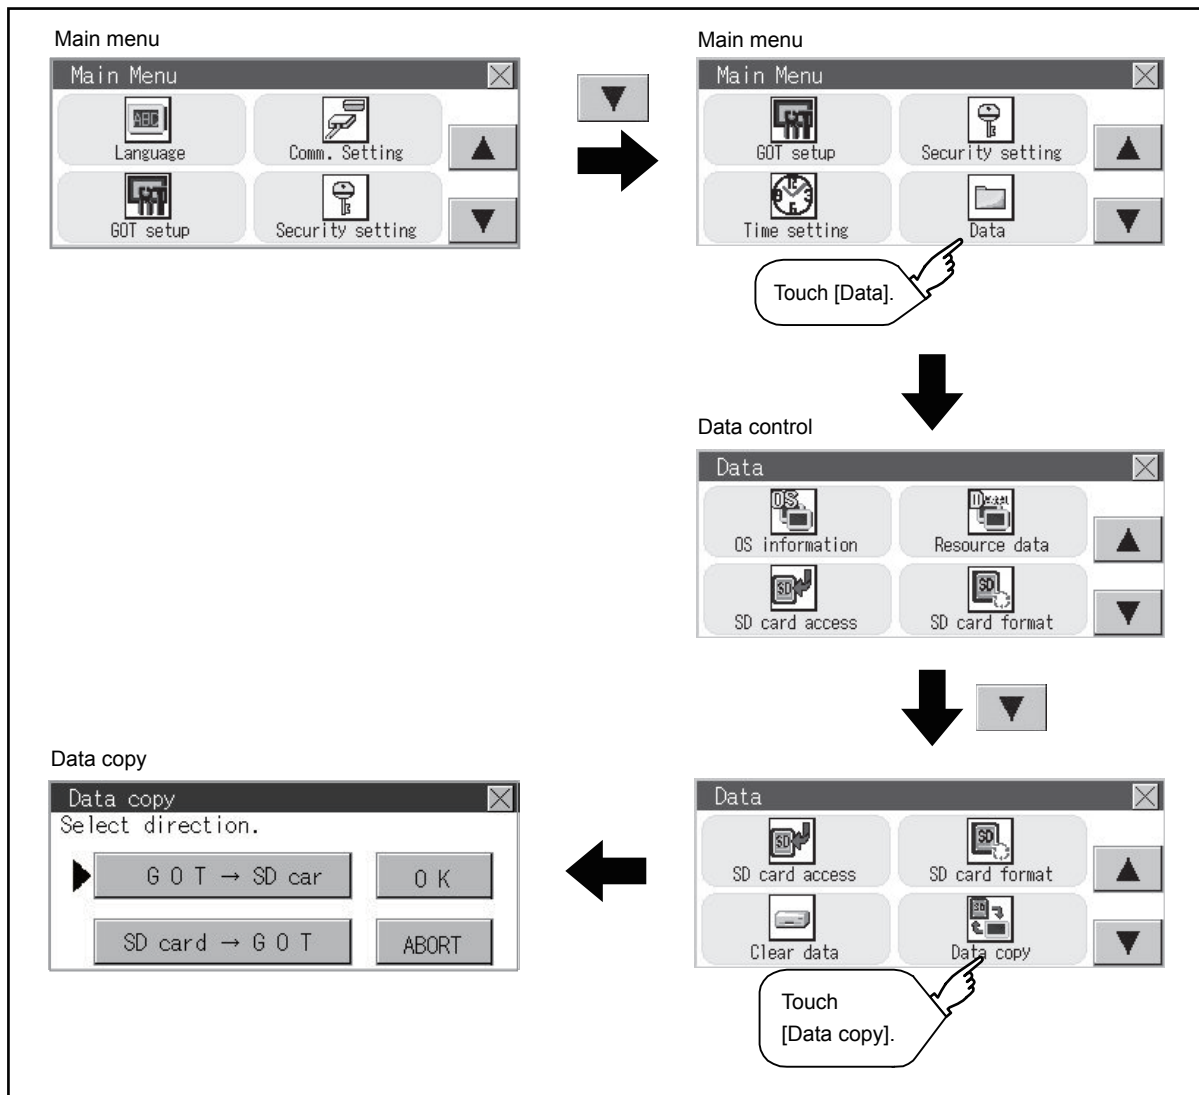 Main menu
Main Menu
Language
Comm. Setting
GOT setup
Security setting
Main menu
Main Menu
GOT setup
Security setting
Time setting
Data
Touch [Data].
Data control
Data
OS information
Resource data
SD card access
SD card format
Data
SD card access
SD card format
Clear data
Data copy
Touch
[Data copy].
Data copy
Data copy
Select direction.
G O T → SD car
O K
SD card → G O T
ABORT